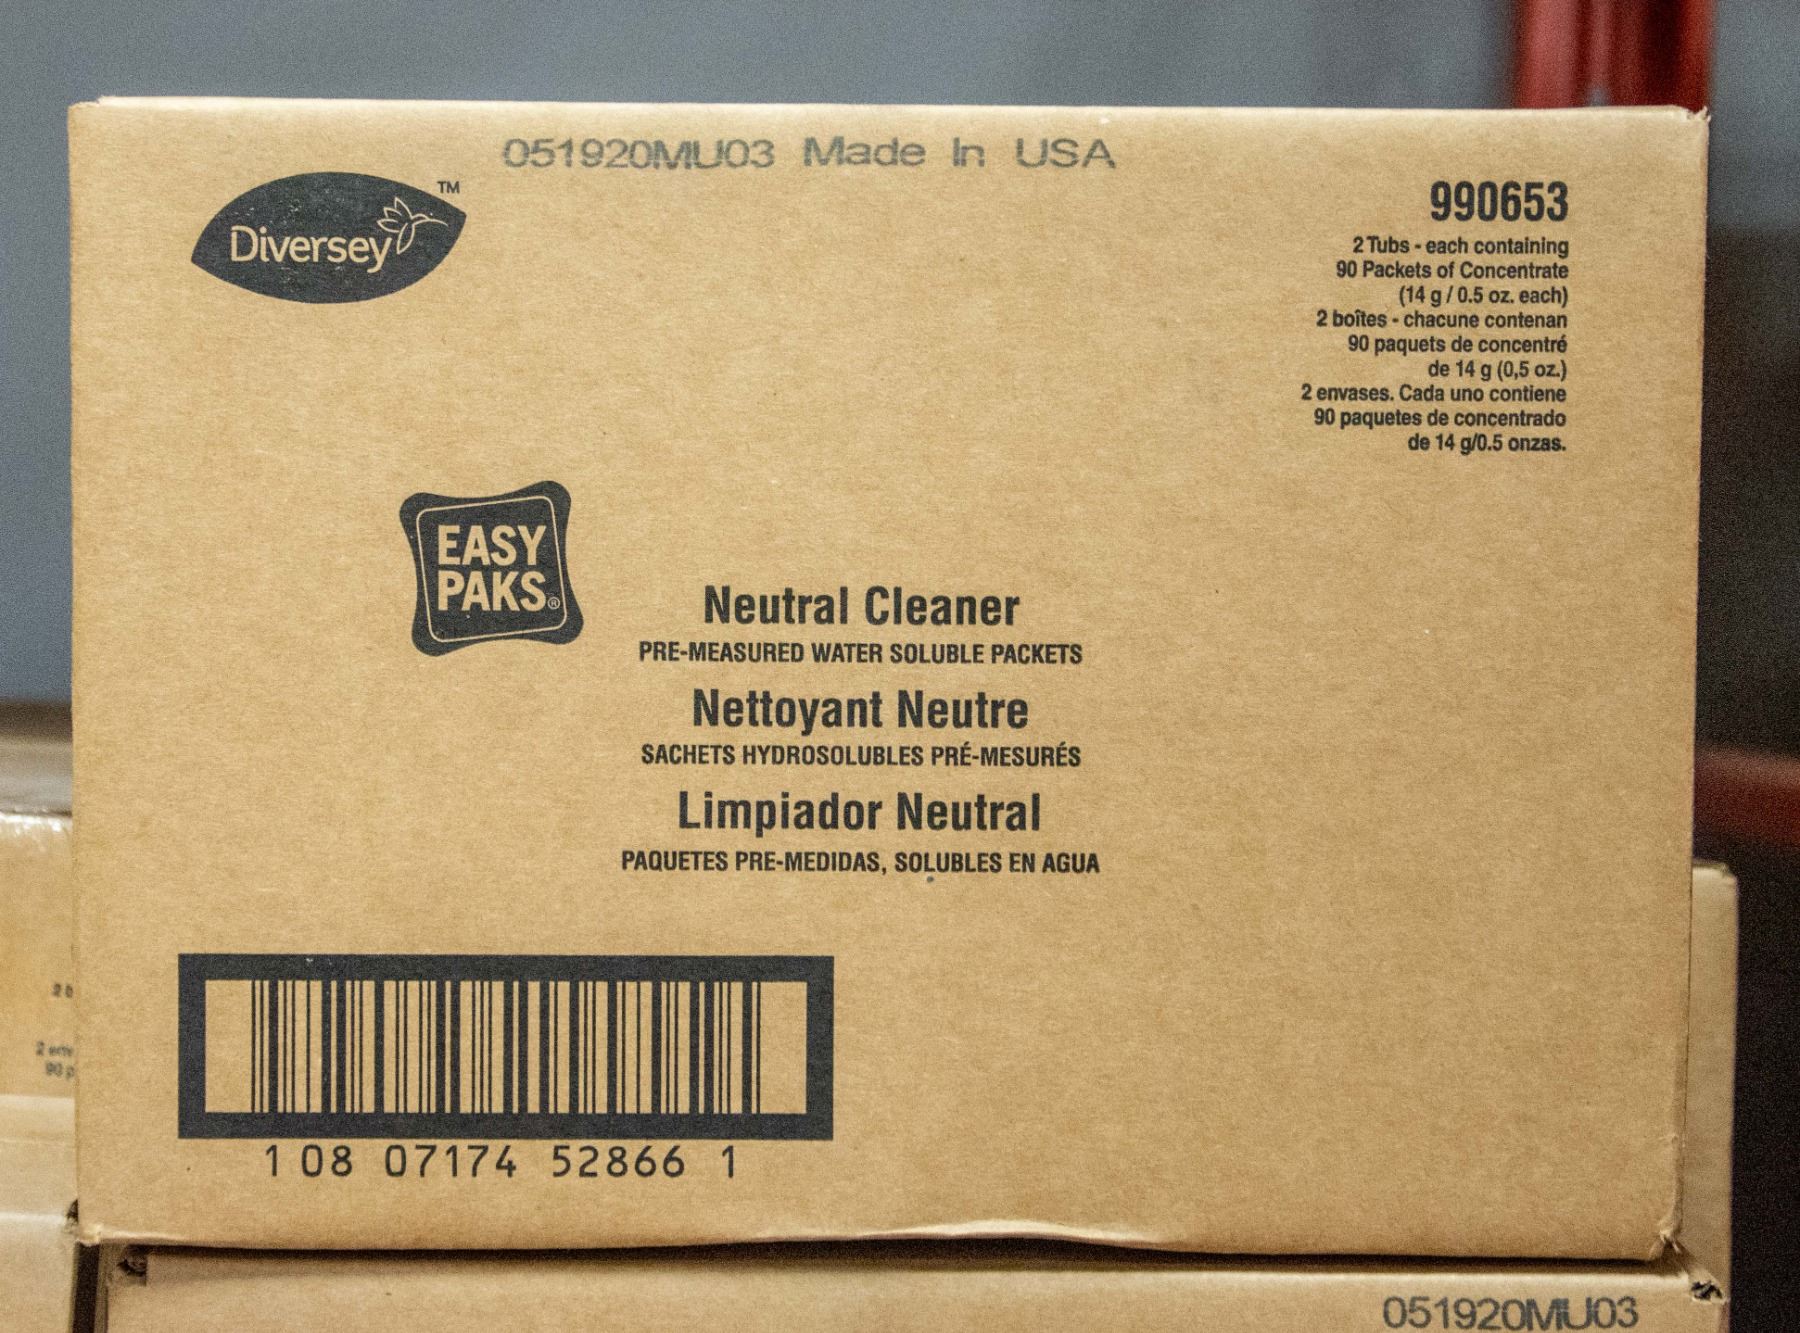 051920MU03 Made In USA
Diversey™
990653
2 Tubs - each containing
90 Packets of Concentrate
(14 g / 0.5 oz. each)
2 boîtes - chacune contenan
90 paquets de concentré
de 14 g (0,5 oz.)
2 envases. Cada uno contiene
90 paquetes de concentrado
de 14 g/0.5 onzas.
EASY
PAKS®
Neutral Cleaner
PRE-MEASURED WATER SOLUBLE PACKETS
Nettoyant Neutre
SACHETS HYDROSOLUBLES PRÉ-MESURÉS
Limpiador Neutral
PAQUETES PRE-MEDIDAS, SOLUBLES EN AGUA
1 08 07174 52866 1
051920MU03